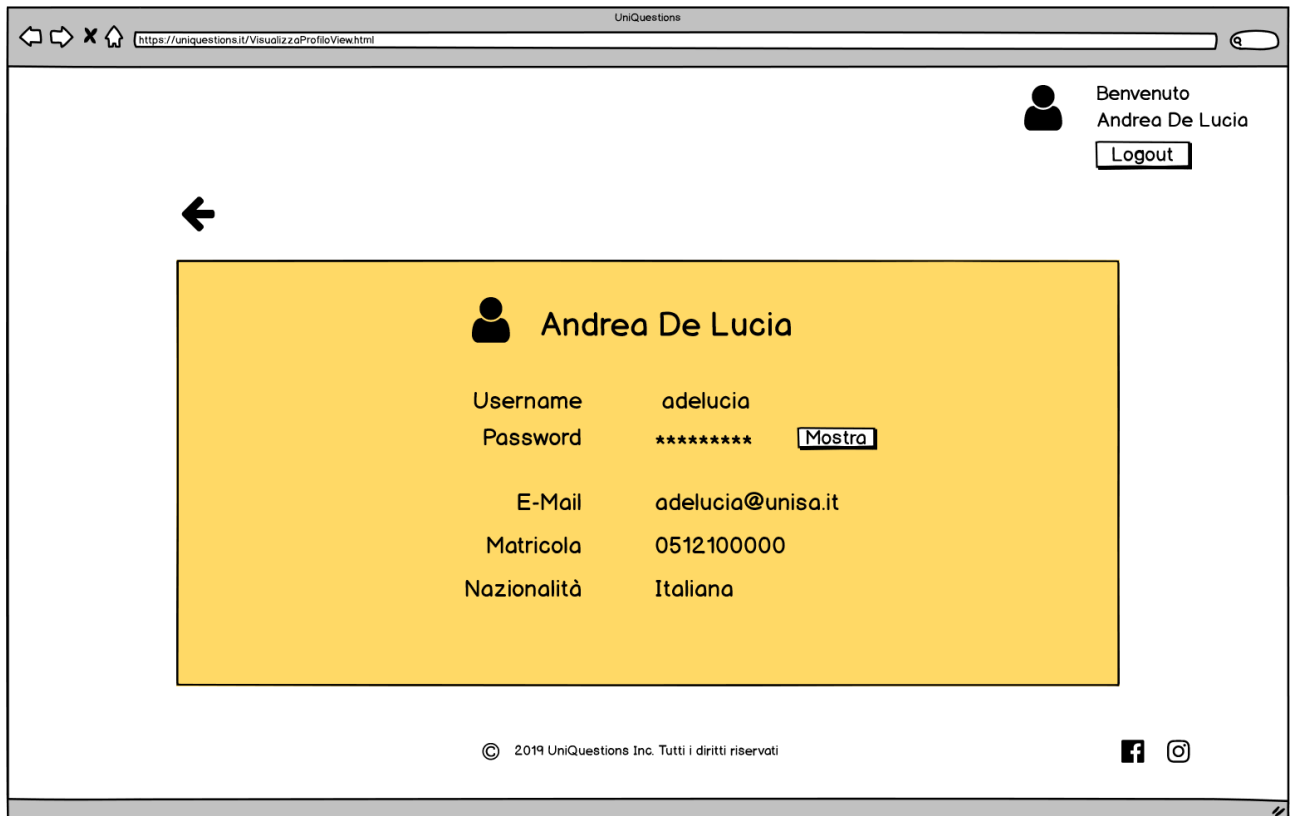 UniQuestions
https://uniquestions.it/VisualizzaProfiloView.html
Benvenuto
Andrea De Lucia
Logout
Andrea De Lucia
Username adelucia
Password ********* Mostra
E-Mail adelucia@unisa.it
Matricola 0512100000
Nazionalità Italiana
© 2019 UniQuestions Inc. Tutti i diritti riservati